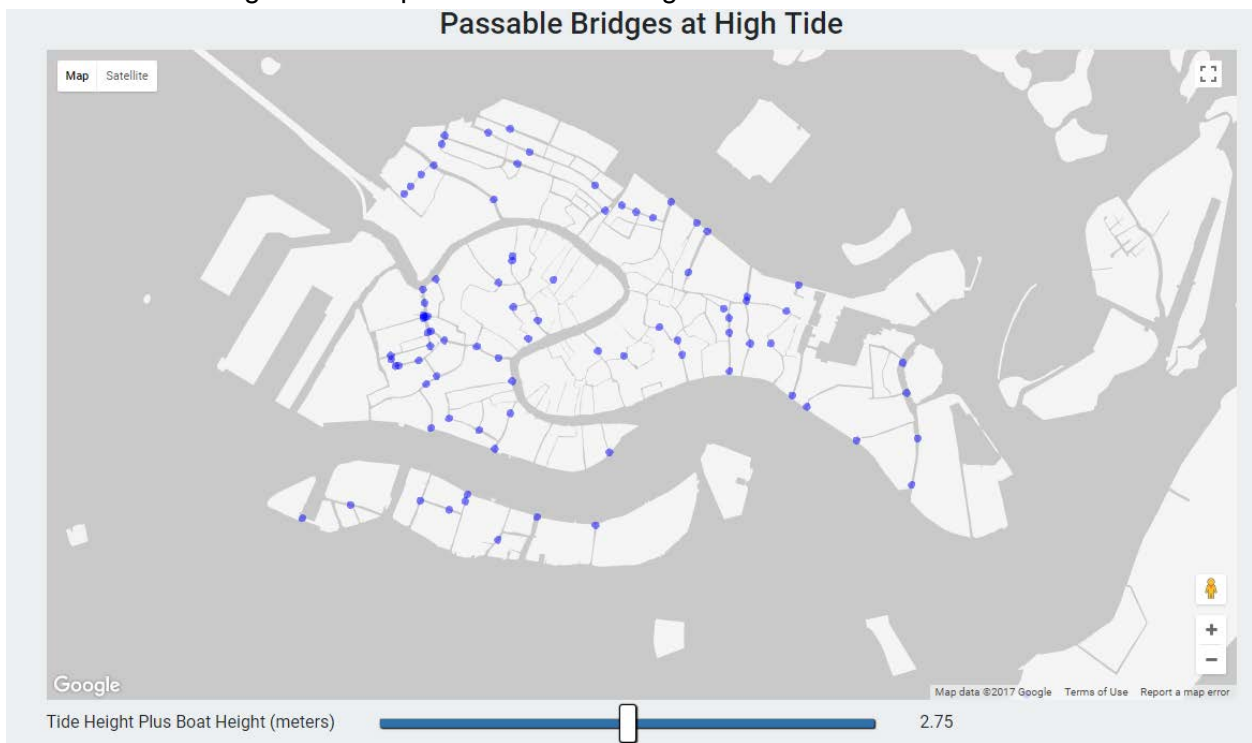 Passable Bridges at High Tide
Map Satellite
Google
Map data ©2017 Google Terms of Use Report a map error
Tide Height Plus Boat Height (meters) 2.75